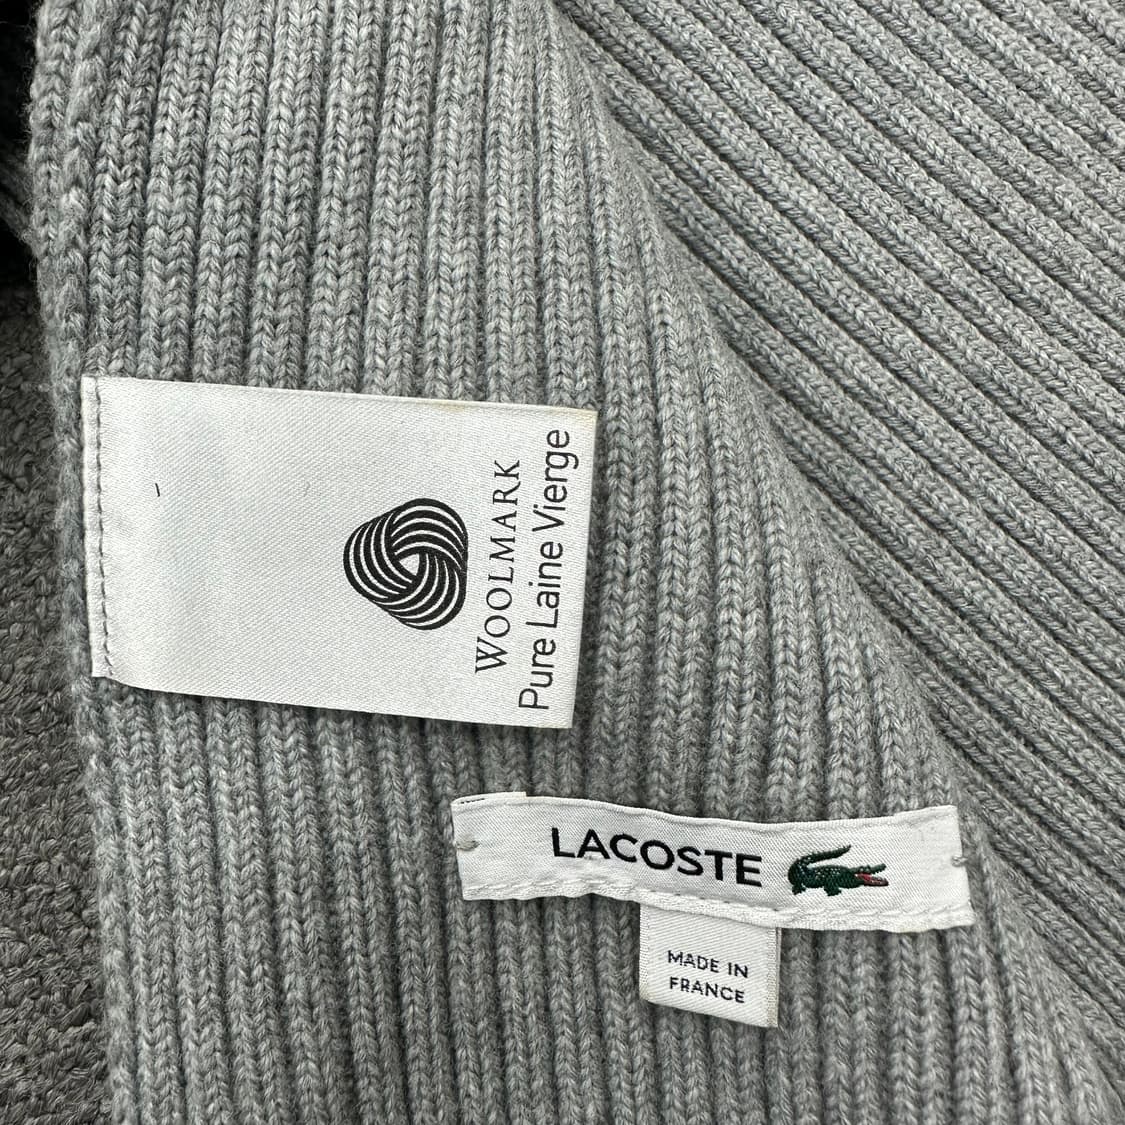 WOOLMARK
Pure Laine Vierge
LACOSTE
MADE IN
FRANCE